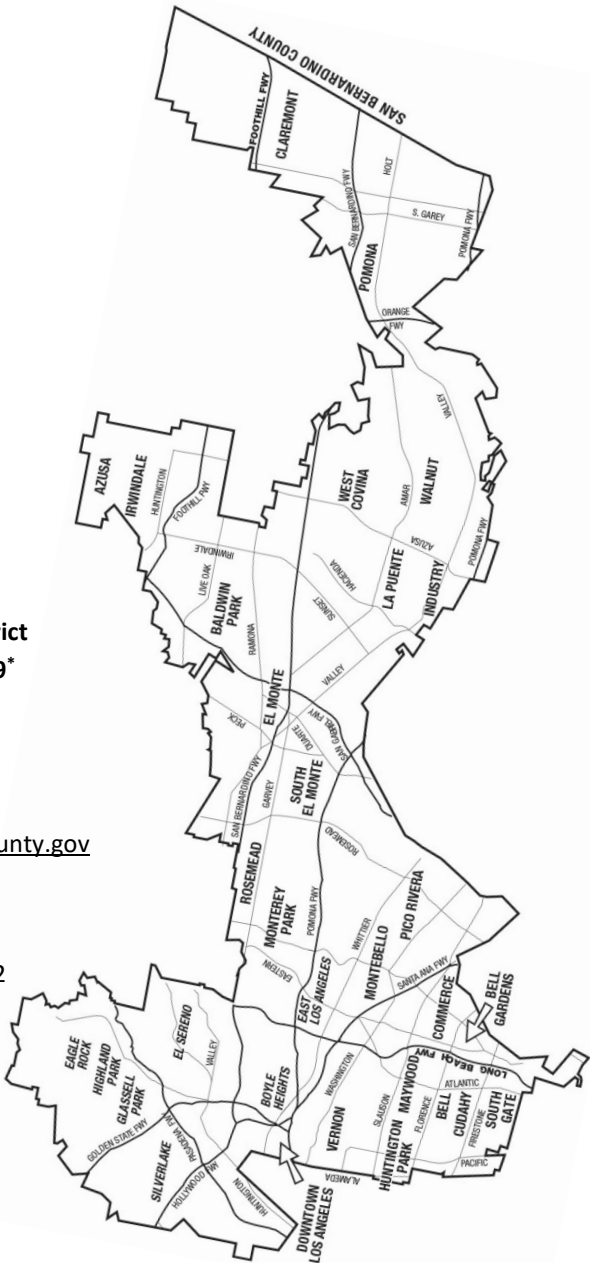 SAN BERNARDINO COUNTY
FOOTHILL FWY
CLAREMONT
SAN BERNARDINO FWY
HOLT
S. GAREY
POMONA FWY
POMONA
ORANGE
FWY
VALLEY
AZUSA
IRWINDALE
HUNTINGTON
FOOTHILL FWY
WEST
COVINA
AMAR
WALNUT
IRWINDALE
LIVE OAK
BALDWIN
PARK
RAMONA
HACIENDA
SUNSET
LA PUENTE
AZUSA
INDUSTRY
POMONA FWY
rict
9*
EL MONTE
VALLEY
PECK
DUARTE
SAN GABRIEL FWY
SAN BERNARDINO FWY
GARVEY
SOUTH
EL MONTE
ROSEMEAD
unty.gov
ROSEMEAD
MONTEREY
PARK
POMONA FWY
WHITTIER
PICO RIVERA
MONTEBELLO
SANTA ANA FWY
2
EASTERN
EAST
LOS ANGELES
COMMERCE
BELL
GARDENS
EAGLE
ROCK
HIGHLAND
PARK
GLASSELL
PARK
EL SERENO
VALLEY
BOYLE
HEIGHTS
WASHINGTON
LONG BEACH FWY
ATLANTIC
GOLDEN STATE FWY
PASADENA FWY
SILVERLAKE
HOLLYWOOD FWY
HUNTINGTON
VERNON
SLAUSON
MAYWOOD
FLORENCE
BELL
CUDAHY
FIRESTONE
SOUTH
GATE
HUNTINGTON
PARK
PACIFIC
ALAMEDA
DOWNTOWN
LOS ANGELES